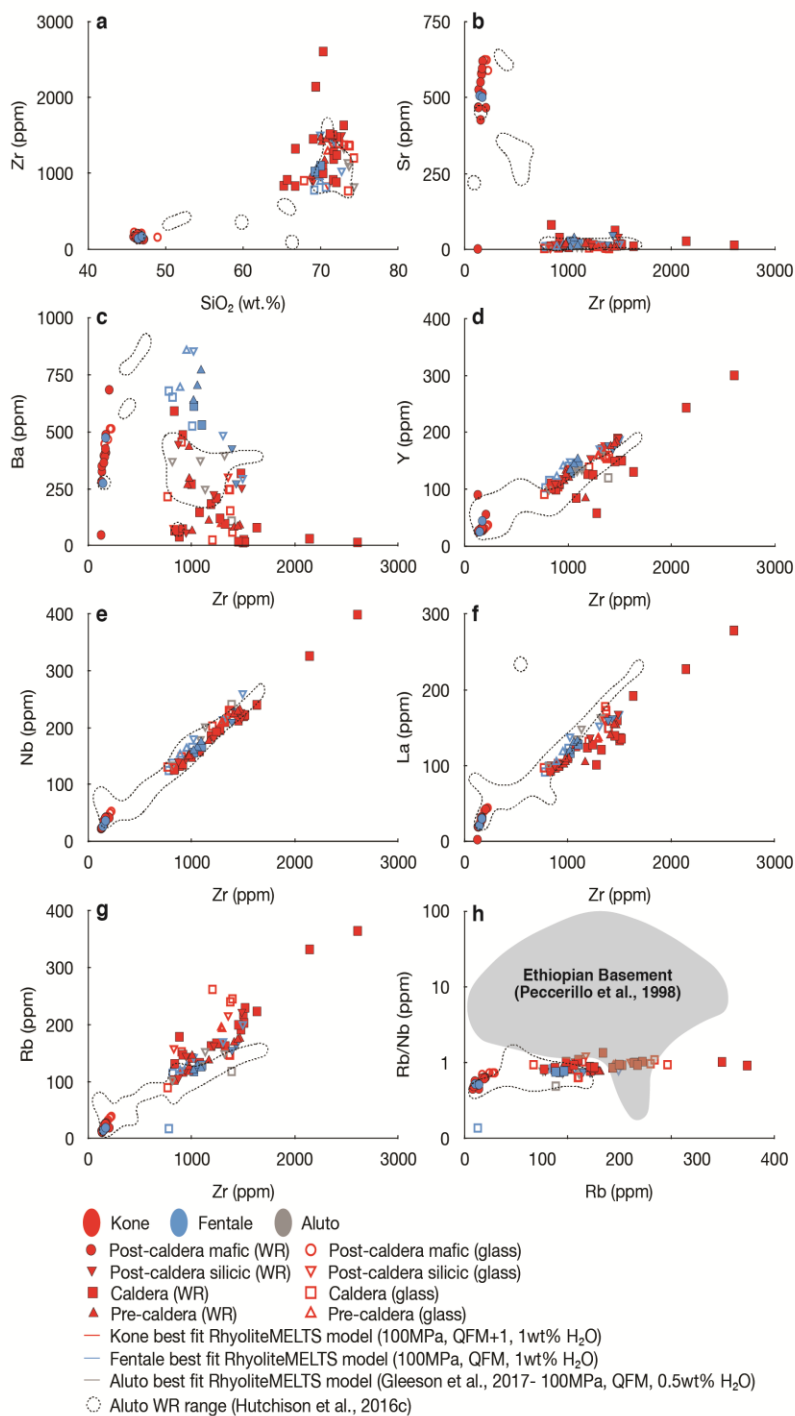 a
3000
2000
1000
0
Zr (ppm)
40 50 60 70 80
SiO₂ (wt.%)
b
750
500
250
0
Sr (ppm)
0 1000 2000 3000
Zr (ppm)
c
1000
750
500
250
0
Ba (ppm)
0 1000 2000 3000
Zr (ppm)
d
400
300
200
100
0
Y (ppm)
0 1000 2000 3000
Zr (ppm)
e
400
300
200
100
0
Nb (ppm)
0 1000 2000 3000
Zr (ppm)
f
300
200
100
0
La (ppm)
0 1000 2000 3000
Zr (ppm)
g
400
300
200
100
0
Rb (ppm)
0 1000 2000 3000
Zr (ppm)
h
100
10
1
0
Rb/Nb (ppm)
Ethiopian Basement
(Peccerillo et al., 1998)
0 100 200 300 400
Rb (ppm)
Kone Fentale Aluto
Post-caldera mafic (WR) Post-caldera mafic (glass)
Post-caldera silicic (WR) Post-caldera silicic (glass)
Caldera (WR) Caldera (glass)
Pre-caldera (WR) Pre-caldera (glass)
Kone best fit RhyoliteMELTS model (100MPa, QFM+1, 1wt% H₂O)
Fentale best fit RhyoliteMELTS model (100MPa, QFM, 1wt% H₂O)
Aluto best fit RhyoliteMELTS model (Gleeson et al., 2017- 100MPa, QFM, 0.5wt% H₂O)
Aluto WR range (Hutchison et al., 2016c)